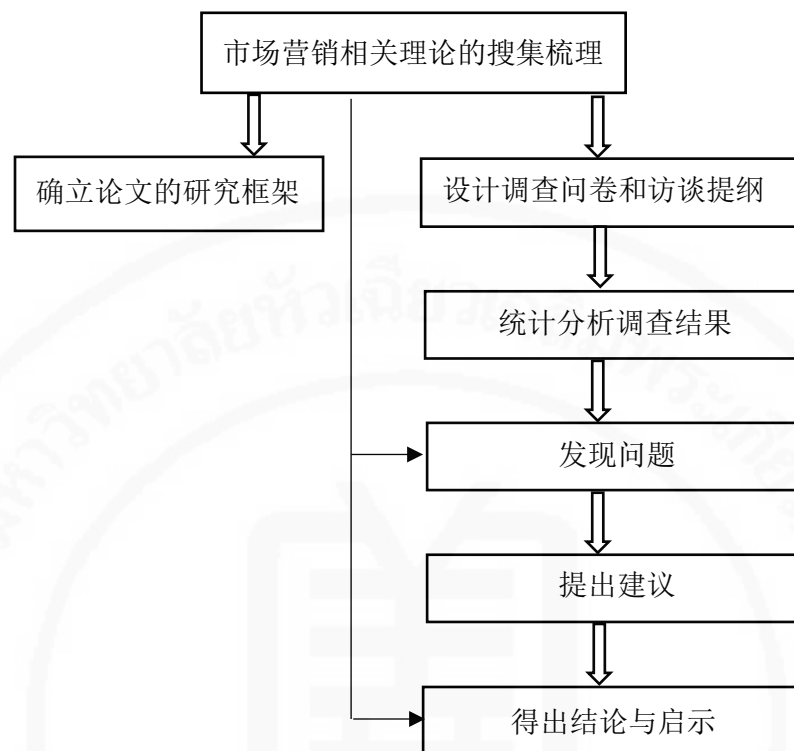 市场营销相关理论的搜集梳理
确立论文的研究框架
设计调查问卷和访谈提纲
统计分析调查结果
发现问题
提出建议
得出结论与启示